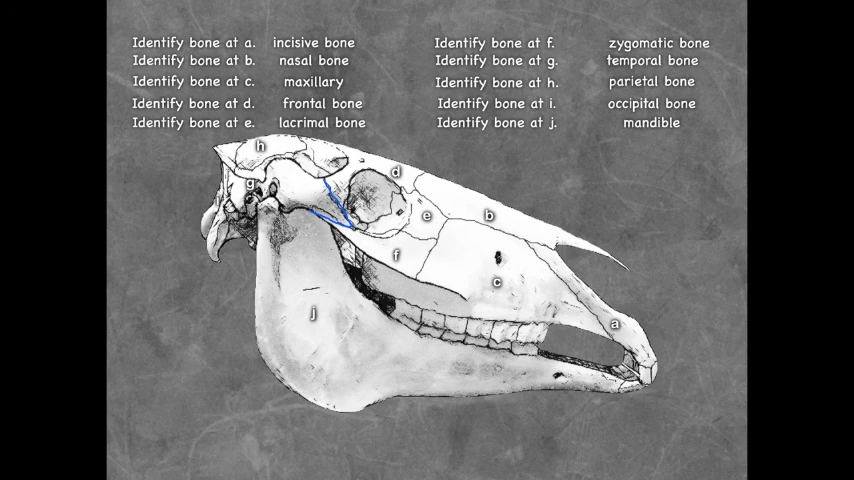 Identify bone at a. incisive bone
Identify bone at b. nasal bone
Identify bone at c. maxillary
Identify bone at d. frontal bone
Identify bone at e. lacrimal bone
Identify bone at f. zygomatic bone
Identify bone at g. temporal bone
Identify bone at h. parietal bone
Identify bone at i. occipital bone
Identify bone at j. mandible
h
g
d
e
b
f
c
j
a